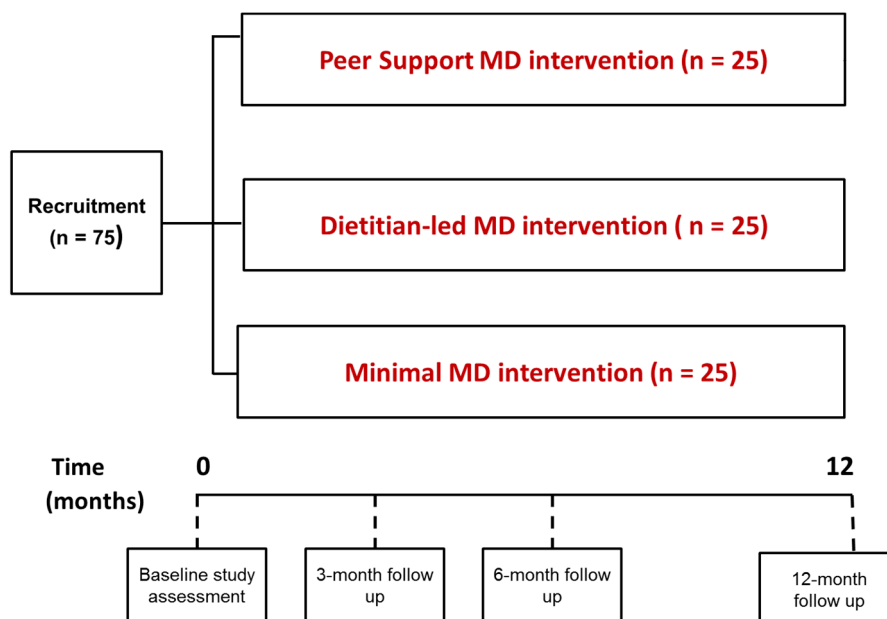 Peer Support MD intervention (n = 25)
Recruitment
(n = 75)
Dietitian-led MD intervention ( n = 25)
Minimal MD intervention (n = 25)
Time
(months)
0
12
Baseline study
assessment
3-month follow
up
6-month follow
up
12-month
follow up